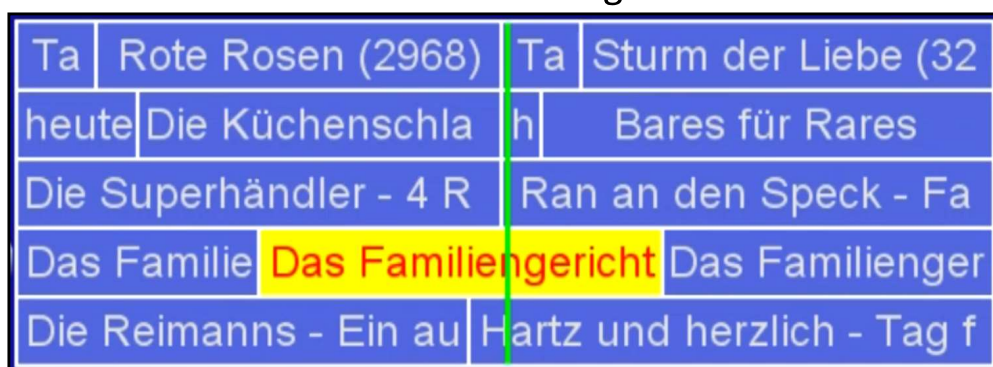 Ta Rote Rosen (2968) Ta Sturm der Liebe (32
heute Die Küchenschla h Bares für Rares
Die Superhändler - 4 R Ran an den Speck - Fa
Das Familie Das Familiengericht Das Familienger
Die Reimanns - Ein au Hartz und herzlich - Tag f